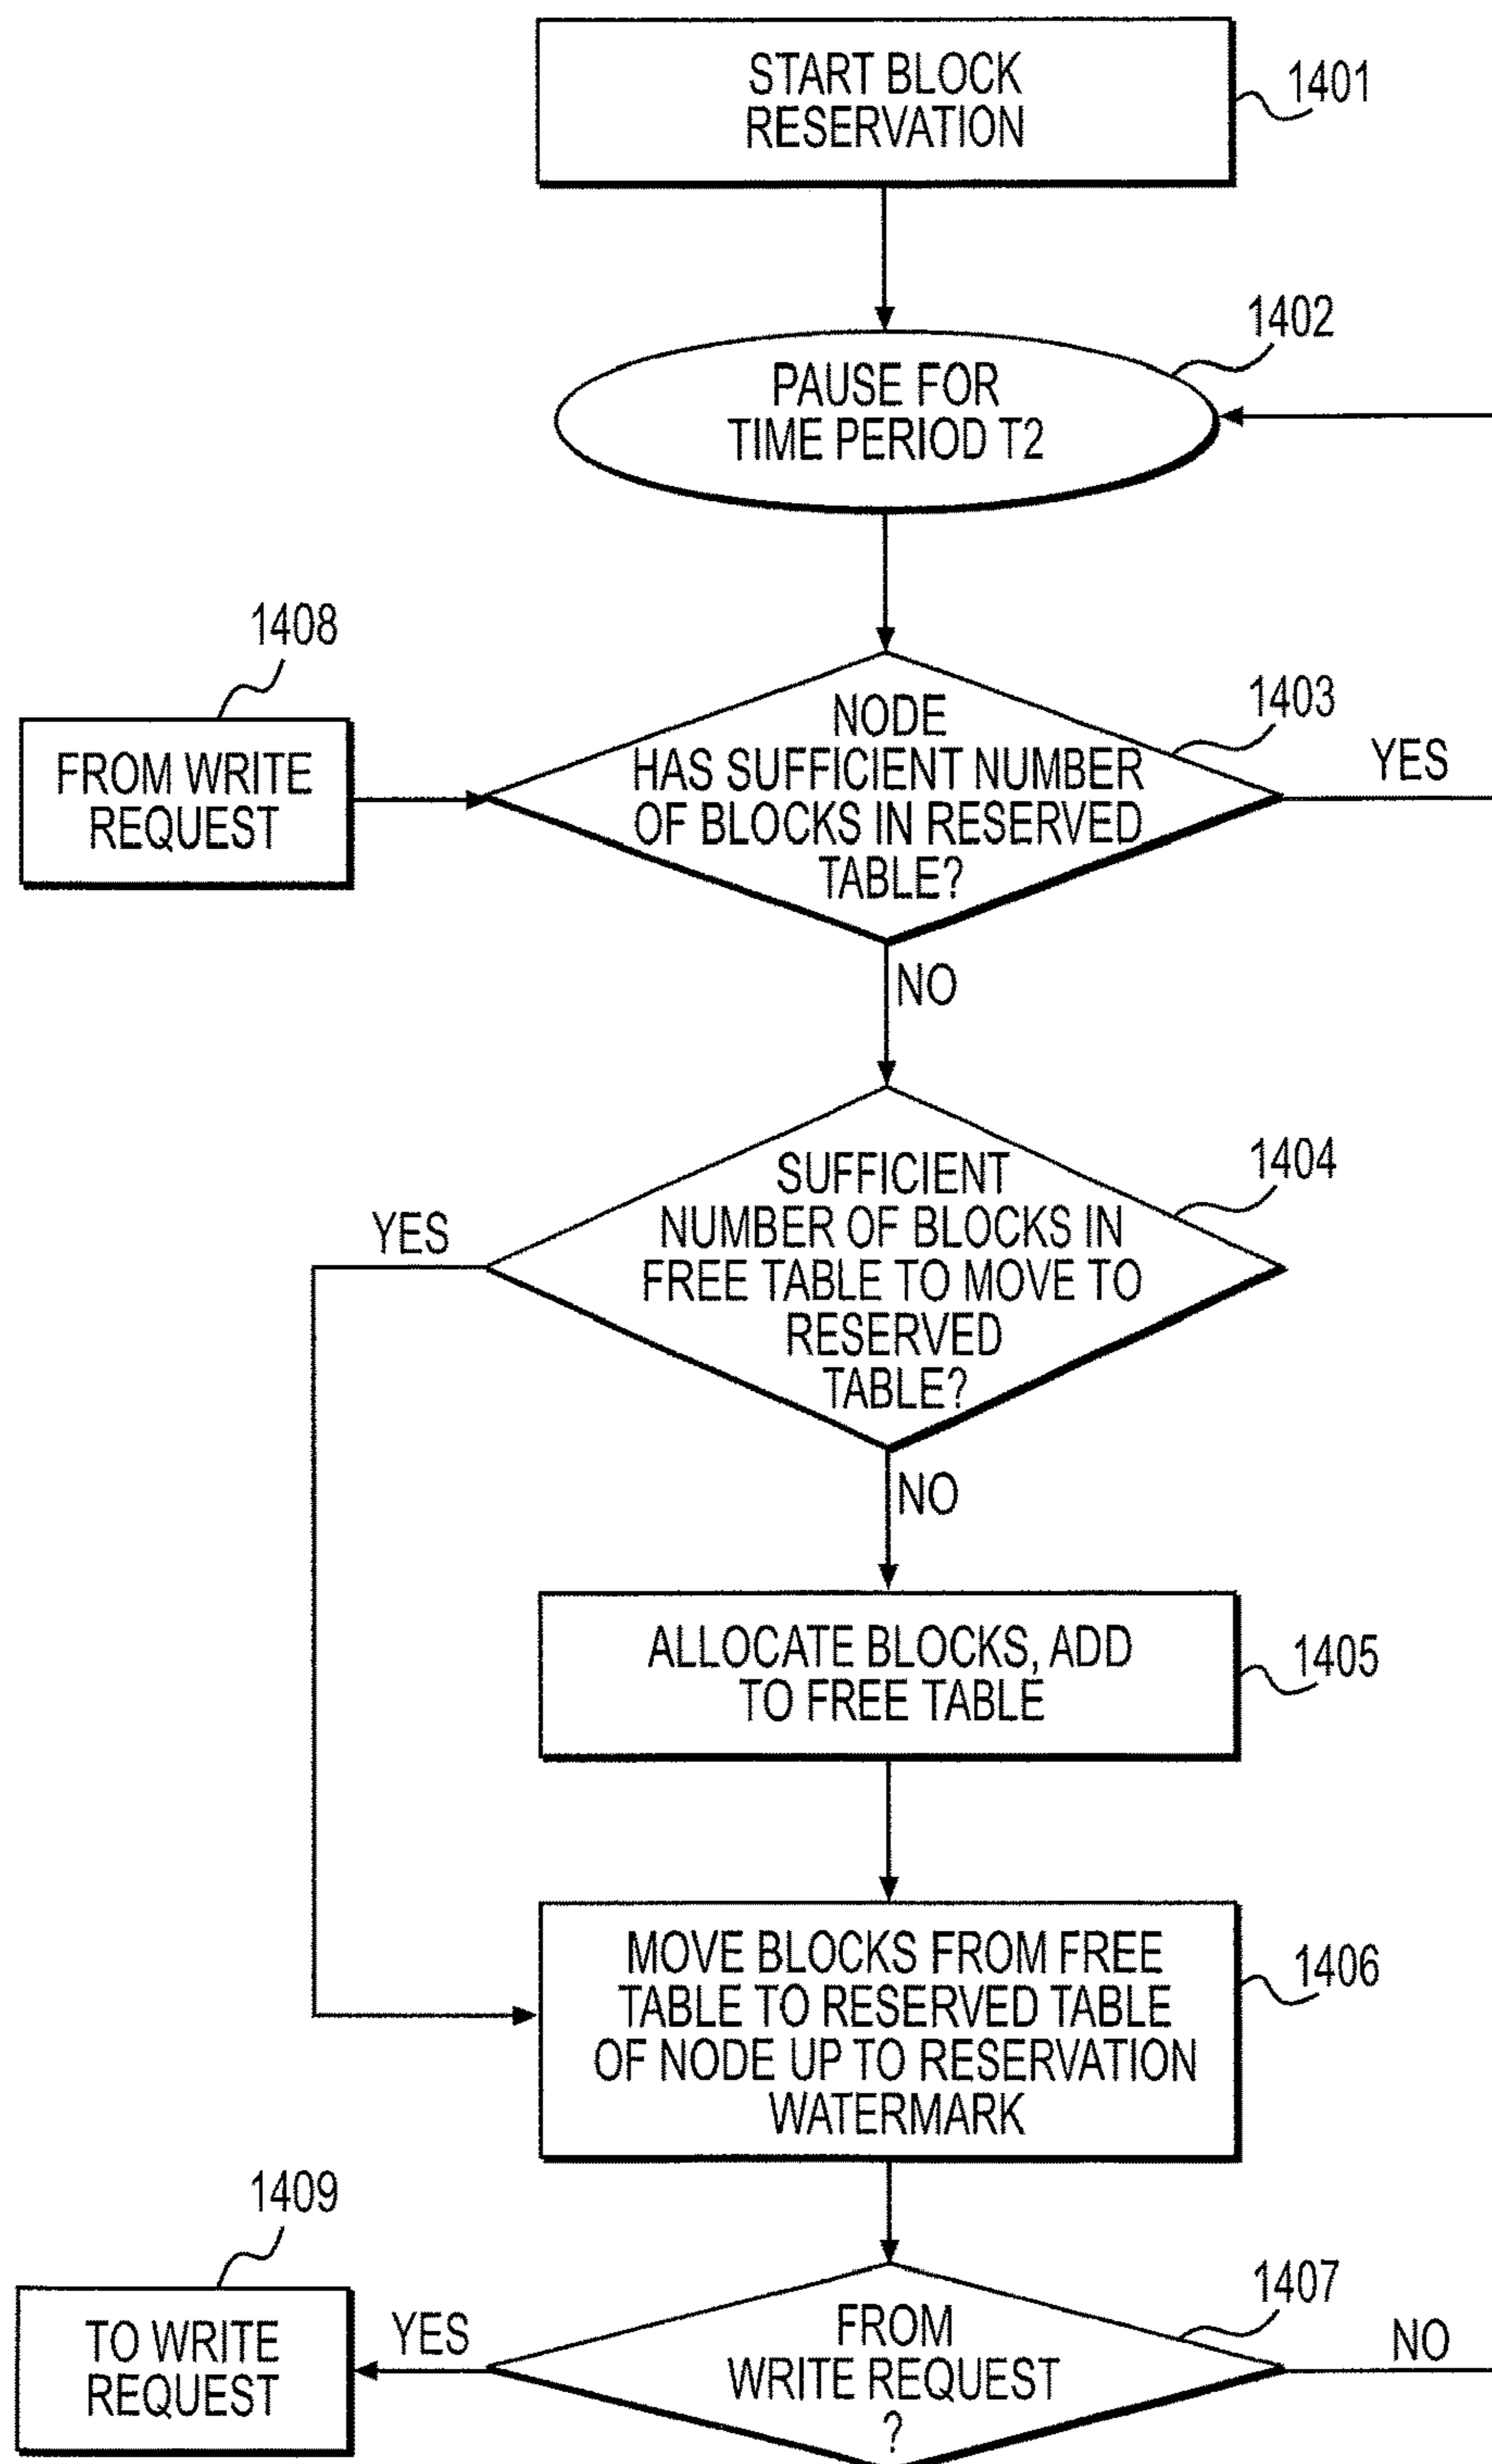 START BLOCK
RESERVATION
1401
PAUSE FOR
TIME PERIOD T2
1402
1408
FROM WRITE
REQUEST
NODE
HAS SUFFICIENT NUMBER
OF BLOCKS IN RESERVED
TABLE?
1403
YES
NO
SUFFICIENT
NUMBER OF BLOCKS IN
FREE TABLE TO MOVE TO
RESERVED
TABLE?
1404
YES
NO
ALLOCATE BLOCKS, ADD
TO FREE TABLE
1405
MOVE BLOCKS FROM FREE
TABLE TO RESERVED TABLE
OF NODE UP TO RESERVATION
WATERMARK
1406
1409
TO WRITE
REQUEST
YES
FROM
WRITE REQUEST
?
1407
NO